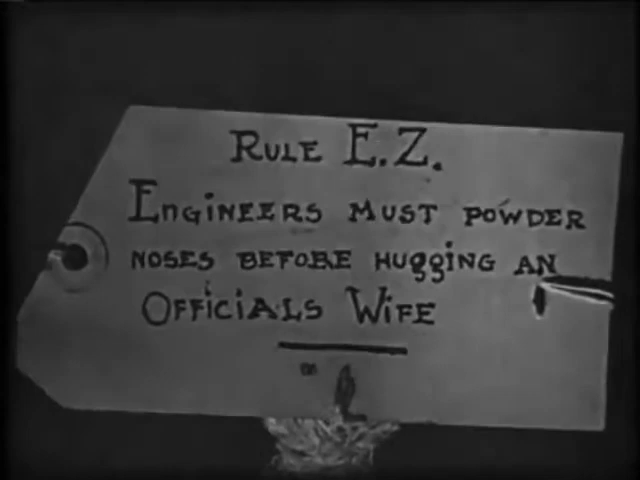 RULE E.Z.
ENGiNEERS MUST POWDER
NOSES BEFORE HUggiNG AN
OFFiCiALS WiFE